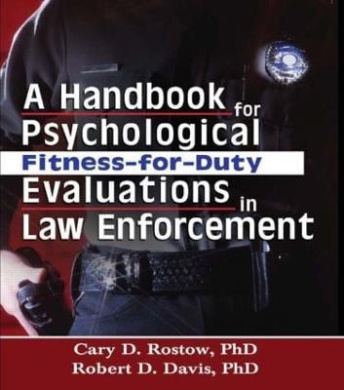 A Handbook for
Psychological
Fitness-for-Duty
Evaluations in
Law Enforcement
Cary D. Rostow, PhD
Robert D. Davis, PhD